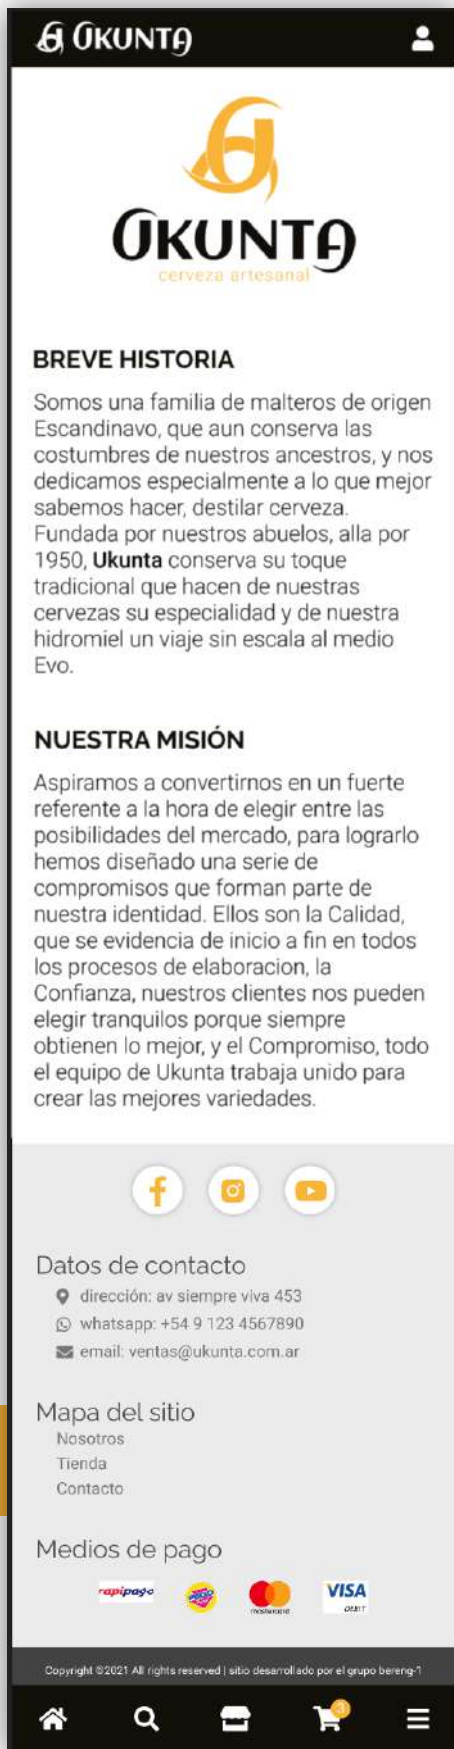 UKUNTA
UKUNTA
cerveza artesanal
BREVE HISTORIA
Somos una familia de malteros de origen
Escandinavo, que aun conserva las
costumbres de nuestros ancestros, y nos
dedicamos especialmente a lo que mejor
sabemos hacer, destilar cerveza.
Fundada por nuestros abuelos, alla por
1950, Ukunta conserva su toque
tradicional que hacen de nuestras
cervezas su especialidad y de nuestra
hidromiel un viaje sin escala al medio
Evo.
NUESTRA MISIÓN
Aspiramos a convertirnos en un fuerte
referente a la hora de elegir entre las
posibilidades del mercado, para lograrlo
hemos diseñado una serie de
compromisos que forman parte de
nuestra identidad. Ellos son la Calidad,
que se evidencia de inicio a fin en todos
los procesos de elaboracion, la
Confianza, nuestros clientes nos pueden
elegir tranquilos porque siempre
obtienen lo mejor, y el Compromiso, todo
el equipo de Ukunta trabaja unido para
crear las mejores variedades.
Datos de contacto
dirección: av siempre viva 453
whatsapp: +54 9 123 4567890
email: ventas@ukunta.com.ar
Mapa del sitio
Nosotros
Tienda
Contacto
Medios de pago
rapipago
mastercard
VISA
DEBIT
Copyright ©2021 All rights reserved | sitio desarrollado por el grupo bereng-1
3